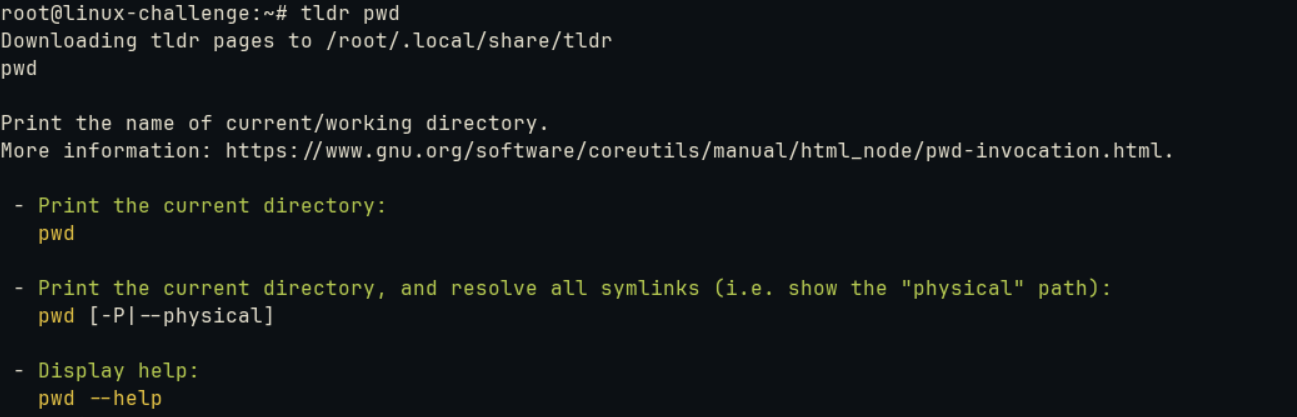 root@linux-challenge:~# tldr pwd
Downloading tldr pages to /root/.local/share/tldr
pwd
Print the name of current/working directory.
More information: https://www.gnu.org/software/coreutils/manual/html_node/pwd-invocation.html.
- Print the current directory:
pwd
- Print the current directory, and resolve all symlinks (i.e. show the "physical" path):
pwd [-P|--physical]
- Display help:
pwd --help